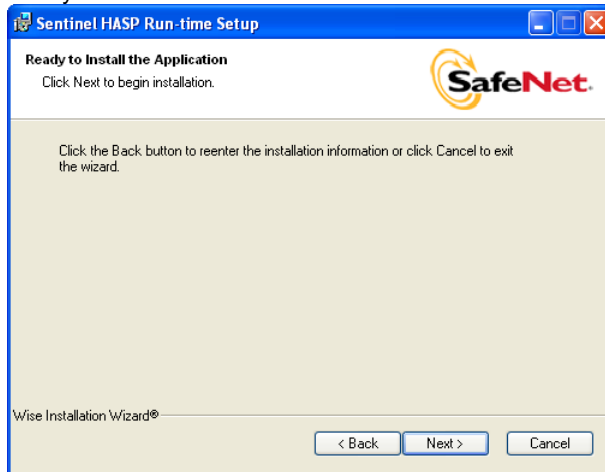 Sentinel HASP Run-time Setup
Ready to Install the Application
Click Next to begin installation.
SafeNet.
Click the Back button to reenter the installation information or click Cancel to exit
the wizard.
Wise Installation Wizard®
< Back Next > Cancel